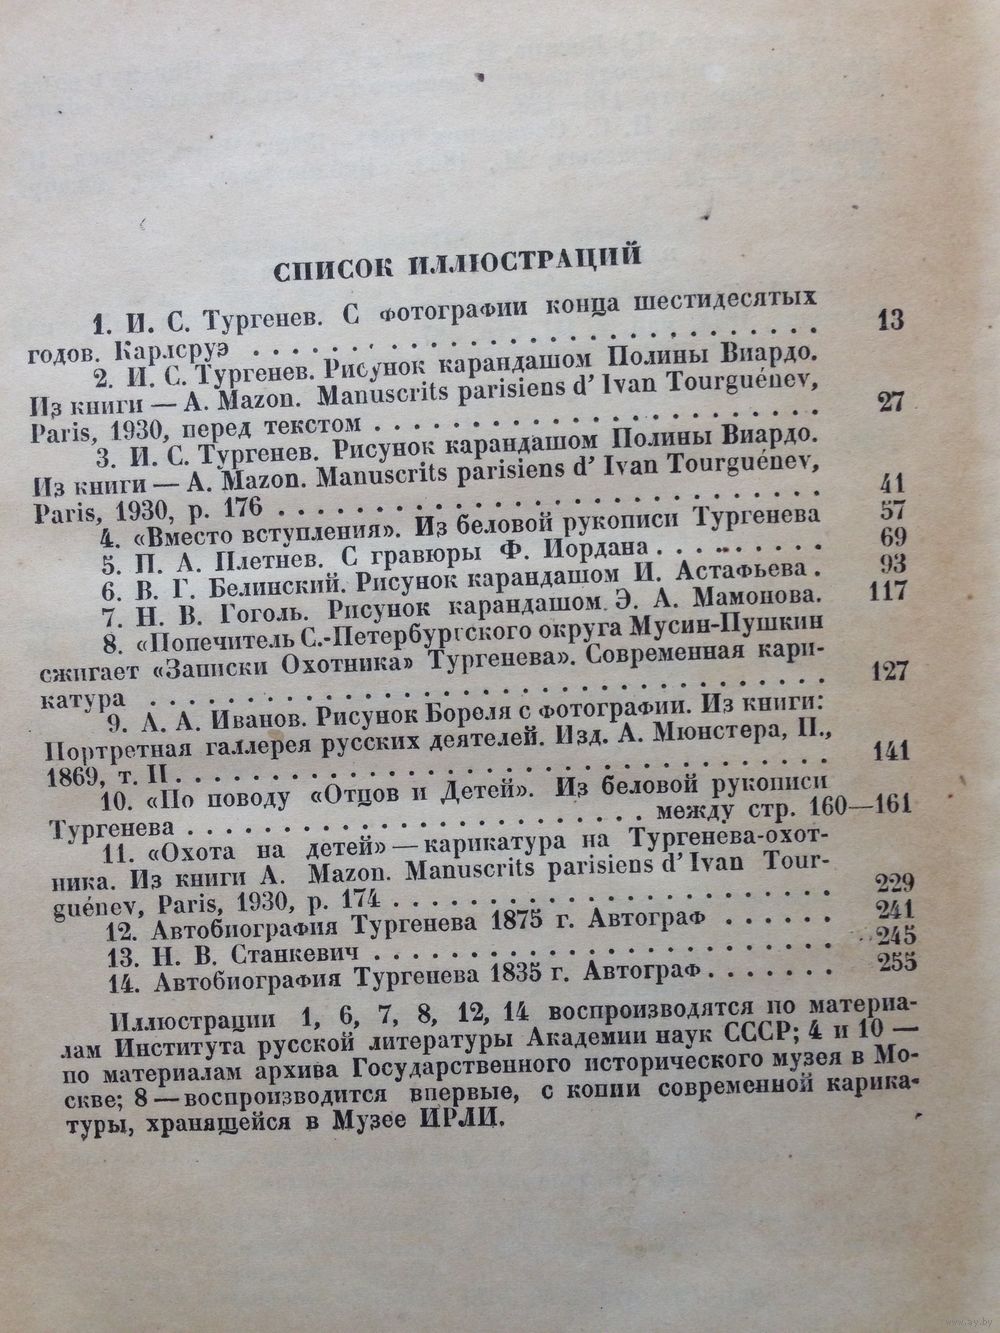 СПИСОК ИЛЛЮСТРАЦИЙ
1. И. С. Тургенев. С фотографии конца шестидесятых
годов. Карлсруэ . . . . . . . . . . . . . . . . . . . . 13
2. И. С. Тургенев. Рисунок карандашом Полины Виардо.
Из книги — A. Mazon. Manuscrits parisiens d' Ivan Tourguénev,
Paris, 1930, перед текстом . . . . . . . . . . . . . . . . 27
3. И. С. Тургенев. Рисунок карандашом Полины Виардо.
Из книги — A. Mazon. Manuscrits parisiens d' Ivan Tourguénev,
Paris, 1930, p. 176 . . . . . . . . . . . . . . . . . . . . 41
4. «Вместо вступления». Из беловой рукописи Тургенева 57
5. П. А. Плетнев. С гравюры Ф. Иордана . . . . . . . . 69
6. В. Г. Белинский. Рисунок карандашом И. Астафьева . 93
7. Н. В. Гоголь. Рисунок карандашом Э. А. Мамонова. 117
8. «Попечитель С.-Петербургского округа Мусин-Пушкин
сжигает «Записки Охотника» Тургенева». Современная кари-
катура . . . . . . . . . . . . . . . . . . . . . . . . 127
9. А. А. Иванов. Рисунок Бореля с фотографии. Из книги:
Портретная галлерея русских деятелей. Изд. А. Мюнстера, П.,
1869, т. II . . . . . . . . . . . . . . . . . . . . . . . 141
10. «По поводу «Отцов и Детей». Из беловой рукописи
Тургенева . . . . . . . . . . . . . . . . . между стр. 160—161
11. «Охота на детей» — карикатура на Тургенева-охот-
ника. Из книги A. Mazon. Manuscrits parisiens d' Ivan Tour-
guénev, Paris, 1930, p. 174 . . . . . . . . . . . . . . . . 229
12. Автобиография Тургенева 1875 г. Автограф . . . . . . 241
13. Н. В. Станкевич . . . . . . . . . . . . . . . . . . . 245
14. Автобиография Тургенева 1835 г. Автограф . . . . . . . 255
Иллюстрации 1, 6, 7, 8, 12, 14 воспроизводятся по материа-
лам Института русской литературы Академии наук СССР; 4 и 10 —
по материалам архива Государственного исторического музея в Мо-
скве; 8 — воспроизводится впервые, с копии современной карика-
туры, хранящейся в Музее ИРЛИ.
www.ay.by